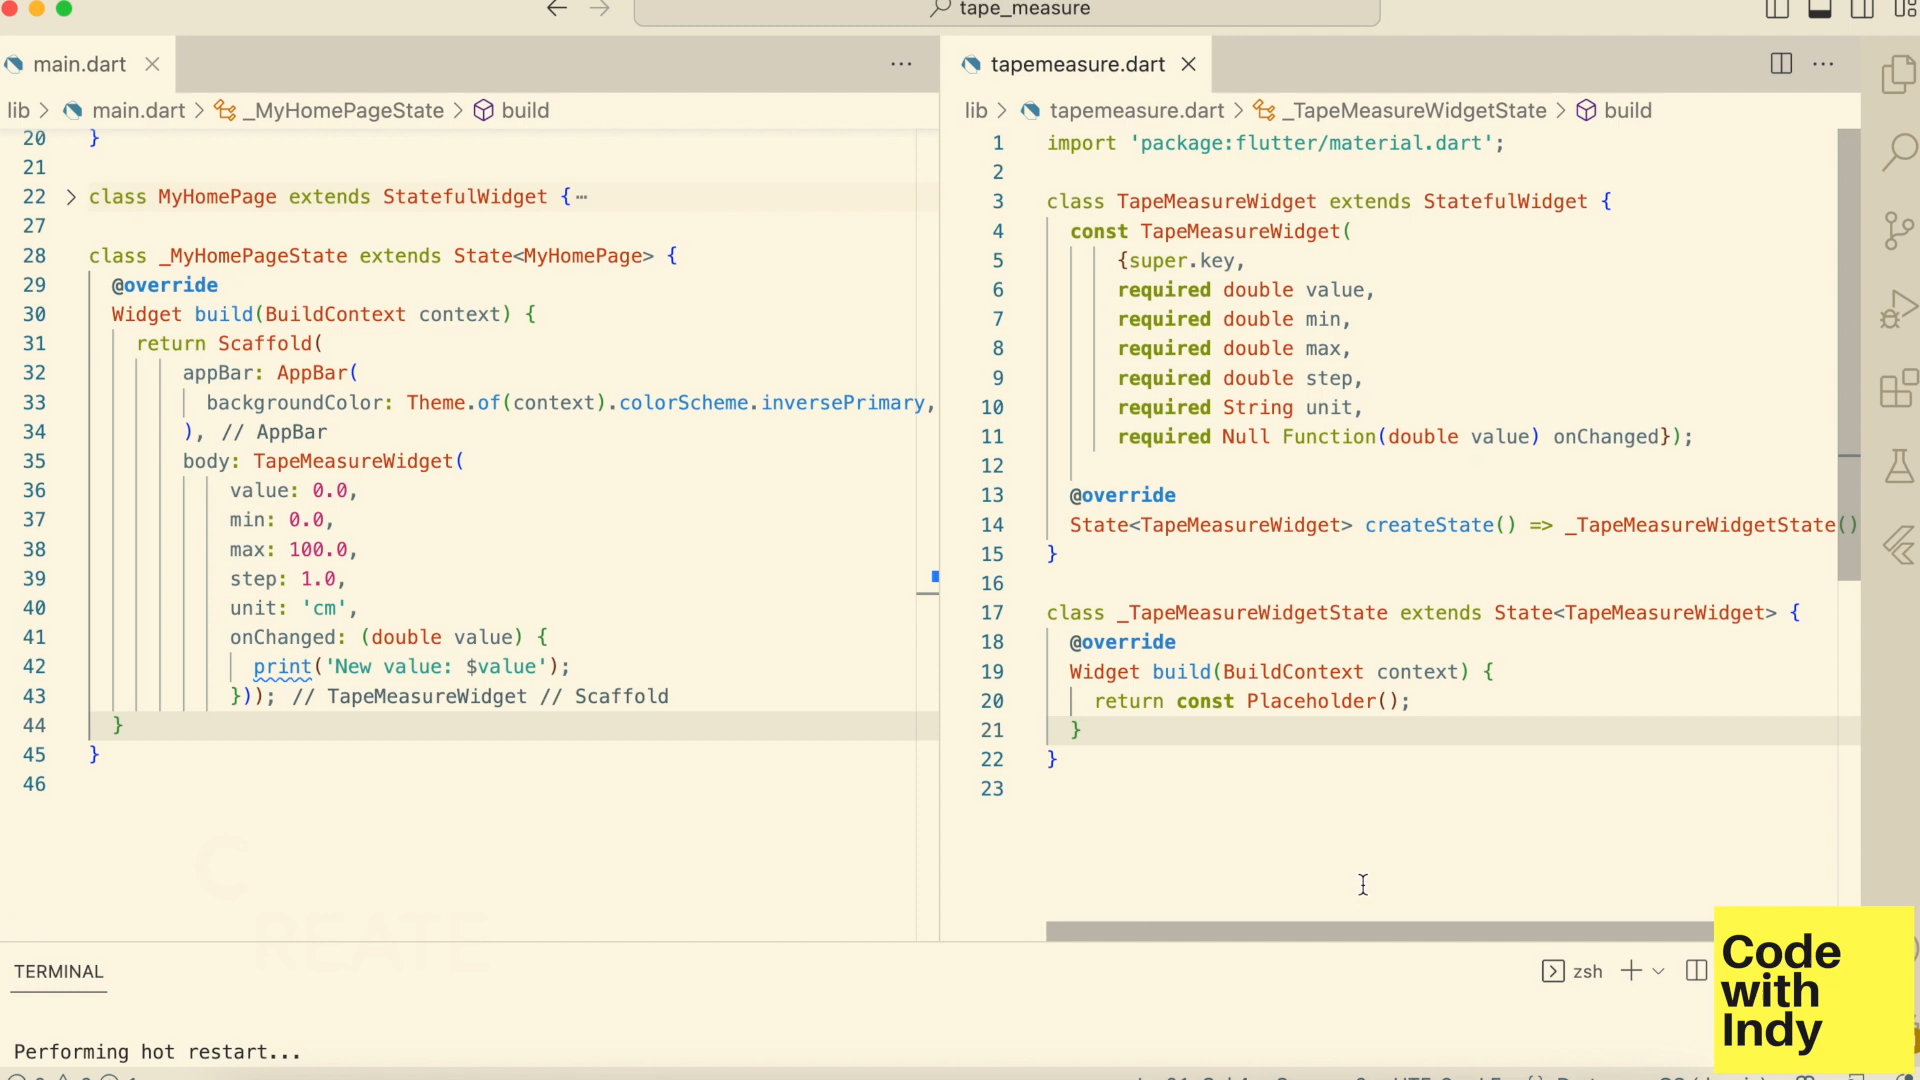 tape_measure
main.dart
tapemeasure.dart
lib > main.dart > _MyHomePageState > build
20 }
21
22 class MyHomePage extends StatefulWidget {…
27
28 class _MyHomePageState extends State<MyHomePage> {
29 @override
30 Widget build(BuildContext context) {
31 return Scaffold(
32 appBar: AppBar(
33 backgroundColor: Theme.of(context).colorScheme.inversePrimary,
34 ), // AppBar
35 body: TapeMeasureWidget(
36 value: 0.0,
37 min: 0.0,
38 max: 100.0,
39 step: 1.0,
40 unit: 'cm',
41 onChanged: (double value) {
42 print('New value: $value');
43 })); // TapeMeasureWidget // Scaffold
44 }
45 }
46
lib > tapemeasure.dart > _TapeMeasureWidgetState > build
1 import 'package:flutter/material.dart';
2
3 class TapeMeasureWidget extends StatefulWidget {
4 const TapeMeasureWidget(
5 {super.key,
6 required double value,
7 required double min,
8 required double max,
9 required double step,
10 required String unit,
11 required Null Function(double value) onChanged});
12
13 @override
14 State<TapeMeasureWidget> createState() => _TapeMeasureWidgetState()
15 }
16
17 class _TapeMeasureWidgetState extends State<TapeMeasureWidget> {
18 @override
19 Widget build(BuildContext context) {
20 return const Placeholder();
21 }
22 }
23
C
REATE
TERMINAL
zsh
Performing hot restart...
Code
with
Indy